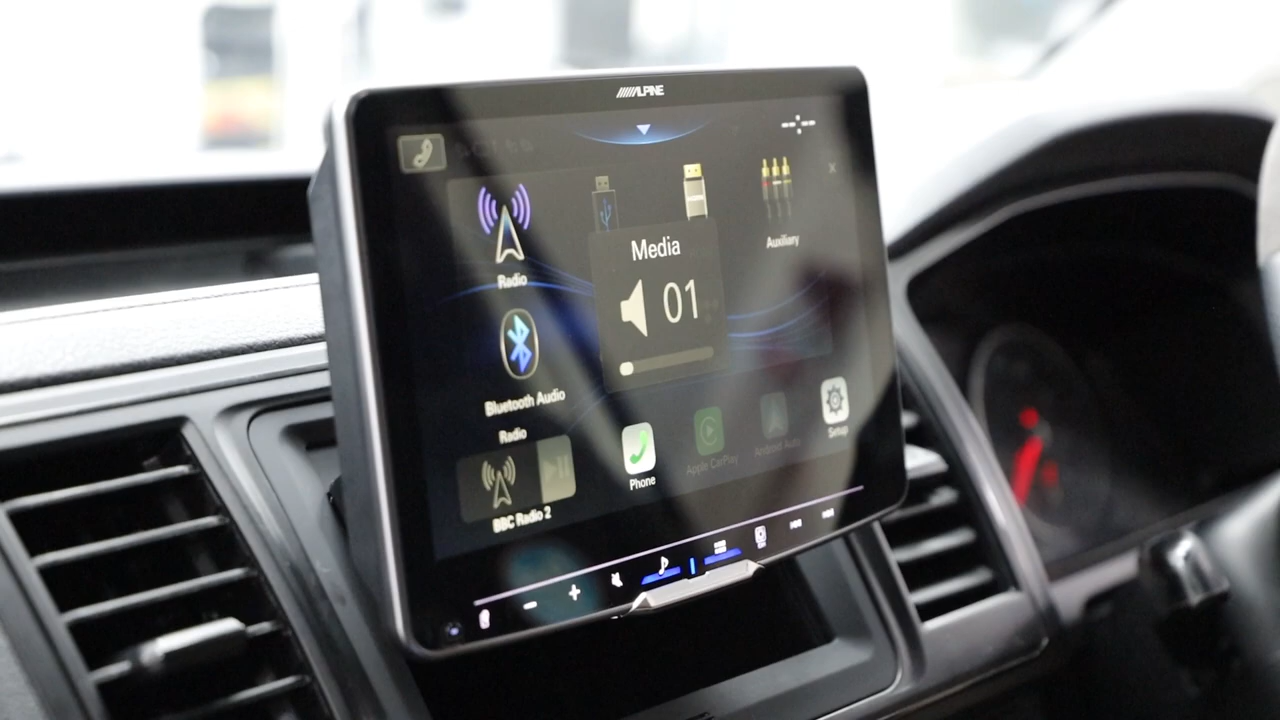 ALPINE
Radio
Auxiliary
Media
01
Bluetooth Audio
Radio
BBC Radio 2
Phone
Apple CarPlay
Android Auto
Setup